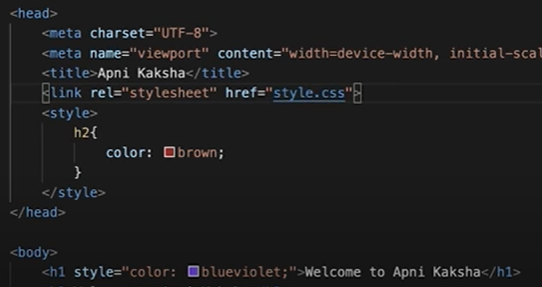 <head>
<meta charset="UTF-8">
<meta name="viewport" content="width=device-width,
<title>Apni Kaksha</title>
<link rel="stylesheet" href="style.css">
<style>
h2{
color: brown;
}
</style>
</head>
<body>
<h1 style="color: blueviolet;">Welcome to Apni Kaksha</h1>